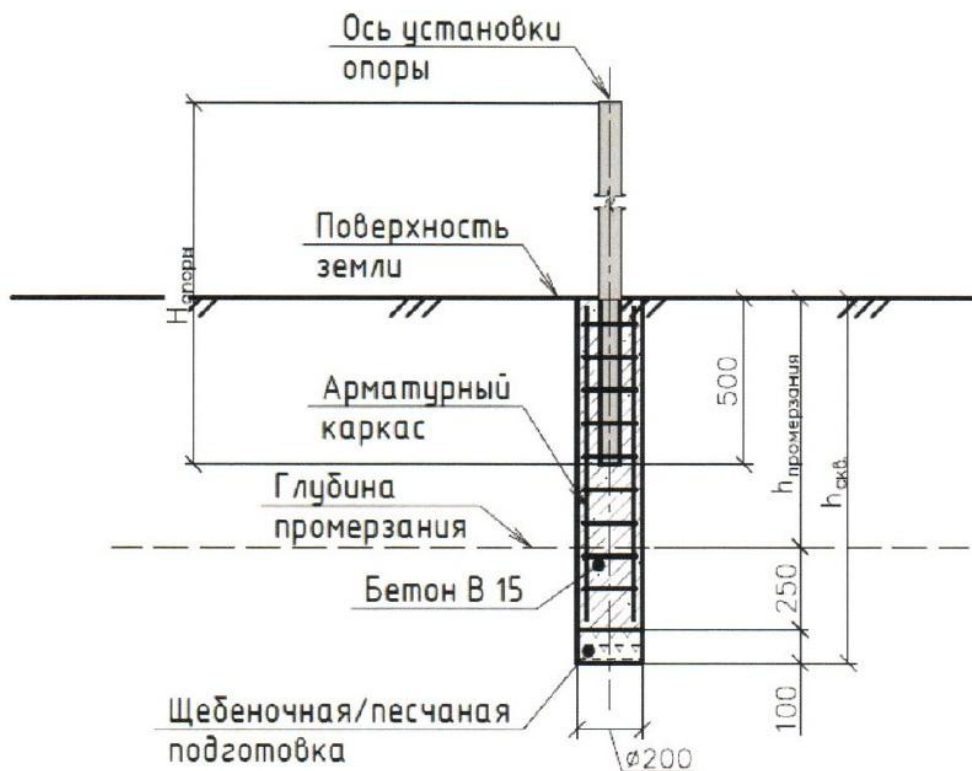 Ось установки
опоры
Поверхность
земли
Hопоры
Арматурный
каркас
500
hпромерзания
hскв.
Глубина
промерзания
Бетон В 15
250
100
Щебеночная/песчаная
подготовка
⌀200